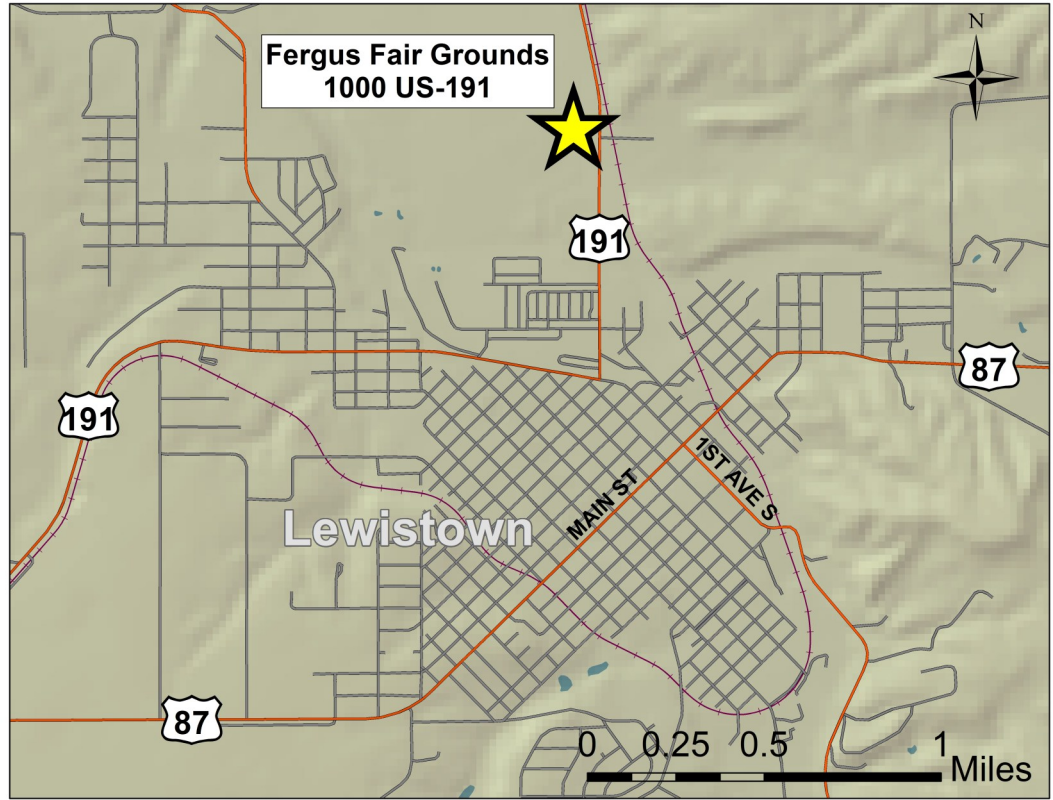 Fergus Fair Grounds
1000 US-191
N
191
87
191
1ST AVE S
MAIN ST
Lewistown
87
0 0.25 0.5 1
Miles